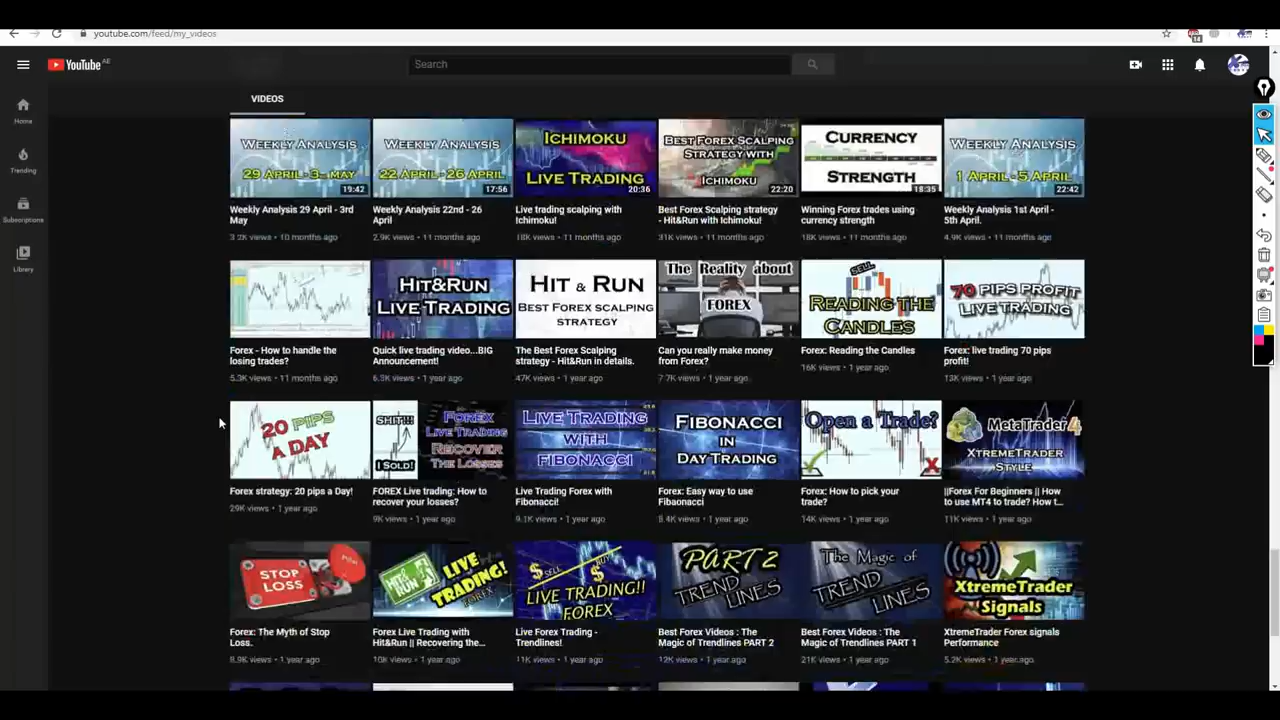 youtube.com/feed/my_videos
14
YouTube AE
Search
Home
Trending
Subscriptions
Library
VIDEOS
WEEKLY ANALYSIS
29 APRIL - 3 MAY
19:42
WEEKLY ANALYSIS
22 APRIL - 26 APRIL
17:56
ICHIMOKU
LIVE TRADING
20:36
BEST FOREX SCALPING
STRATEGY WITH
ICHIMOKU
22:20
CURRENCY
STRENGTH
18:35
WEEKLY ANALYSIS
1 APRIL - 5 APRIL
22:42
Weekly Analysis 29 April - 3rd
May
3.2K views • 10 months ago
Weekly Analysis 22nd - 26
April
2.9K views • 11 months ago
Live trading scalping with
Ichimoku!
18K views • 11 months ago
Best Forex Scalping strategy
- Hit&Run with Ichimoku!
31K views • 11 months ago
Winning Forex trades using
currency strength
18K views • 11 months ago
Weekly Analysis 1st April -
5th April.
4.9K views • 11 months ago
HIT&RUN
LIVE TRADING
HIT & RUN
BEST FOREX SCALPING
STRATEGY
The Reality about
FOREX
SELL
READING THE
CANDLES
70 PIPS PROFIT
LIVE TRADING
Forex - How to handle the
losing trades?
5.3K views • 11 months ago
Quick live trading video...BIG
Announcement!
6.5K views • 1 year ago
The Best Forex Scalping
strategy - Hit&Run in details.
47K views • 1 year ago
Can you really make money
from Forex?
7.7K views • 1 year ago
Forex: Reading the Candles
16K views • 1 year ago
Forex: live trading 70 pips
profit!
13K views • 1 year ago
20 PIPS
A DAY
SHIT!!!
I SOLD!
FOREX
LIVE TRADING
RECOVER
THE LOSSES
LIVE TRADING
WITH
FIBONACCI
FIBONACCI
IN
DAY TRADING
Open a Trade?
MetaTrader 4
XTREMETRADER
STYLE
Forex strategy: 20 pips a Day!
29K views • 1 year ago
FOREX Live trading: How to
recover your losses?
9K views • 1 year ago
Live Trading Forex with
Fibonacci!
9.1K views • 1 year ago
Forex: Easy way to use
Fibaonacci
8.4K views • 1 year ago
Forex: How to pick your
trade?
14K views • 1 year ago
||Forex For Beginners || How
to use MT4 to trade? How t...
11K views • 1 year ago
STOP
LOSS
HIT&
RUN
LIVE
TRADING!
FOREX
$ SELL
BUY
$
LIVE TRADING!!
FOREX
PART 2
TREND LINES
The Magic of
TREND LINES
XtremeTrader
Signals
Forex: The Myth of Stop
Loss.
8.9K views • 1 year ago
Forex Live Trading with
Hit&Run || Recovering the...
10K views • 1 year ago
Live Forex Trading -
Trendlines!
11K views • 1 year ago
Best Forex Videos : The
Magic of Trendlines PART 2
12K views • 1 year ago
Best Forex Videos : The
Magic of Trendlines PART 1
21K views • 1 year ago
XtremeTrader Forex signals
Performance
5.2K views • 1 year ago